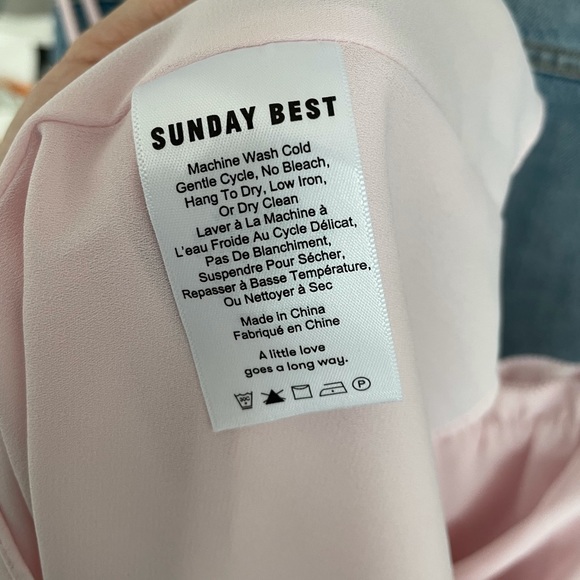 SUNDAY BEST
Machine Wash Cold
Gentle Cycle, No Bleach,
Hang To Dry, Low Iron,
Or Dry Clean
Laver à La Machine à
L'eau Froide Au Cycle Délicat,
Pas De Blanchiment,
Suspendre Pour Sécher,
Repasser à Basse Température,
Ou Nettoyer à Sec
Made in China
Fabriqué en Chine
A little love
goes a long way.
P